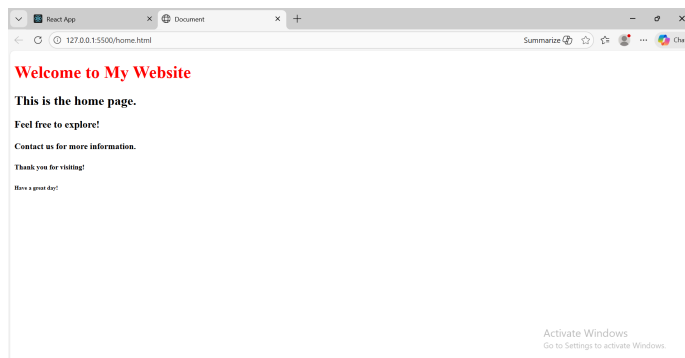 React App
Document
127.0.0.1:5500/home.html
Summarize
Welcome to My Website
This is the home page.
Feel free to explore!
Contact us for more information.
Thank you for visiting!
Have a great day!
Activate Windows
Go to Settings to activate Windows.